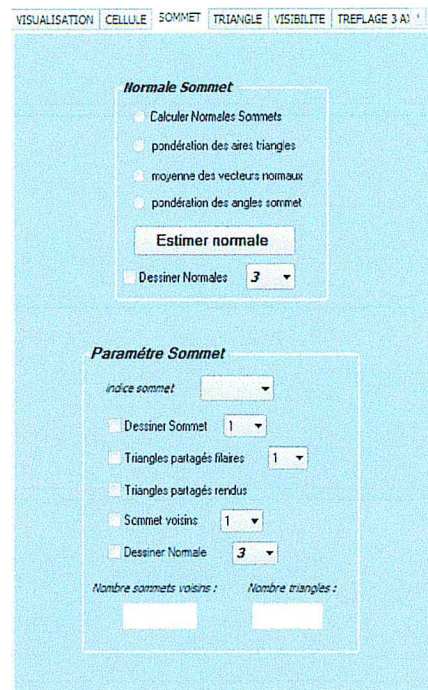 VISUALISATION CELLULE SOMMET TRIANGLE VISIBILITE TREFLAGE 3 AX
Normale Sommet
Calculer Normales Sommets
pondération des aires triangles
moyenne des vecteurs normaux
pondération des angles sommet
Estimer normale
Dessiner Normales 3
Paramétre Sommet
indice sommet
Dessiner Sommet 1
Triangles partagés filaires 1
Triangles partagés rendus
Sommet voisins 1
Dessiner Normale 3
Nombre sommets voisins : Nombre triangles :